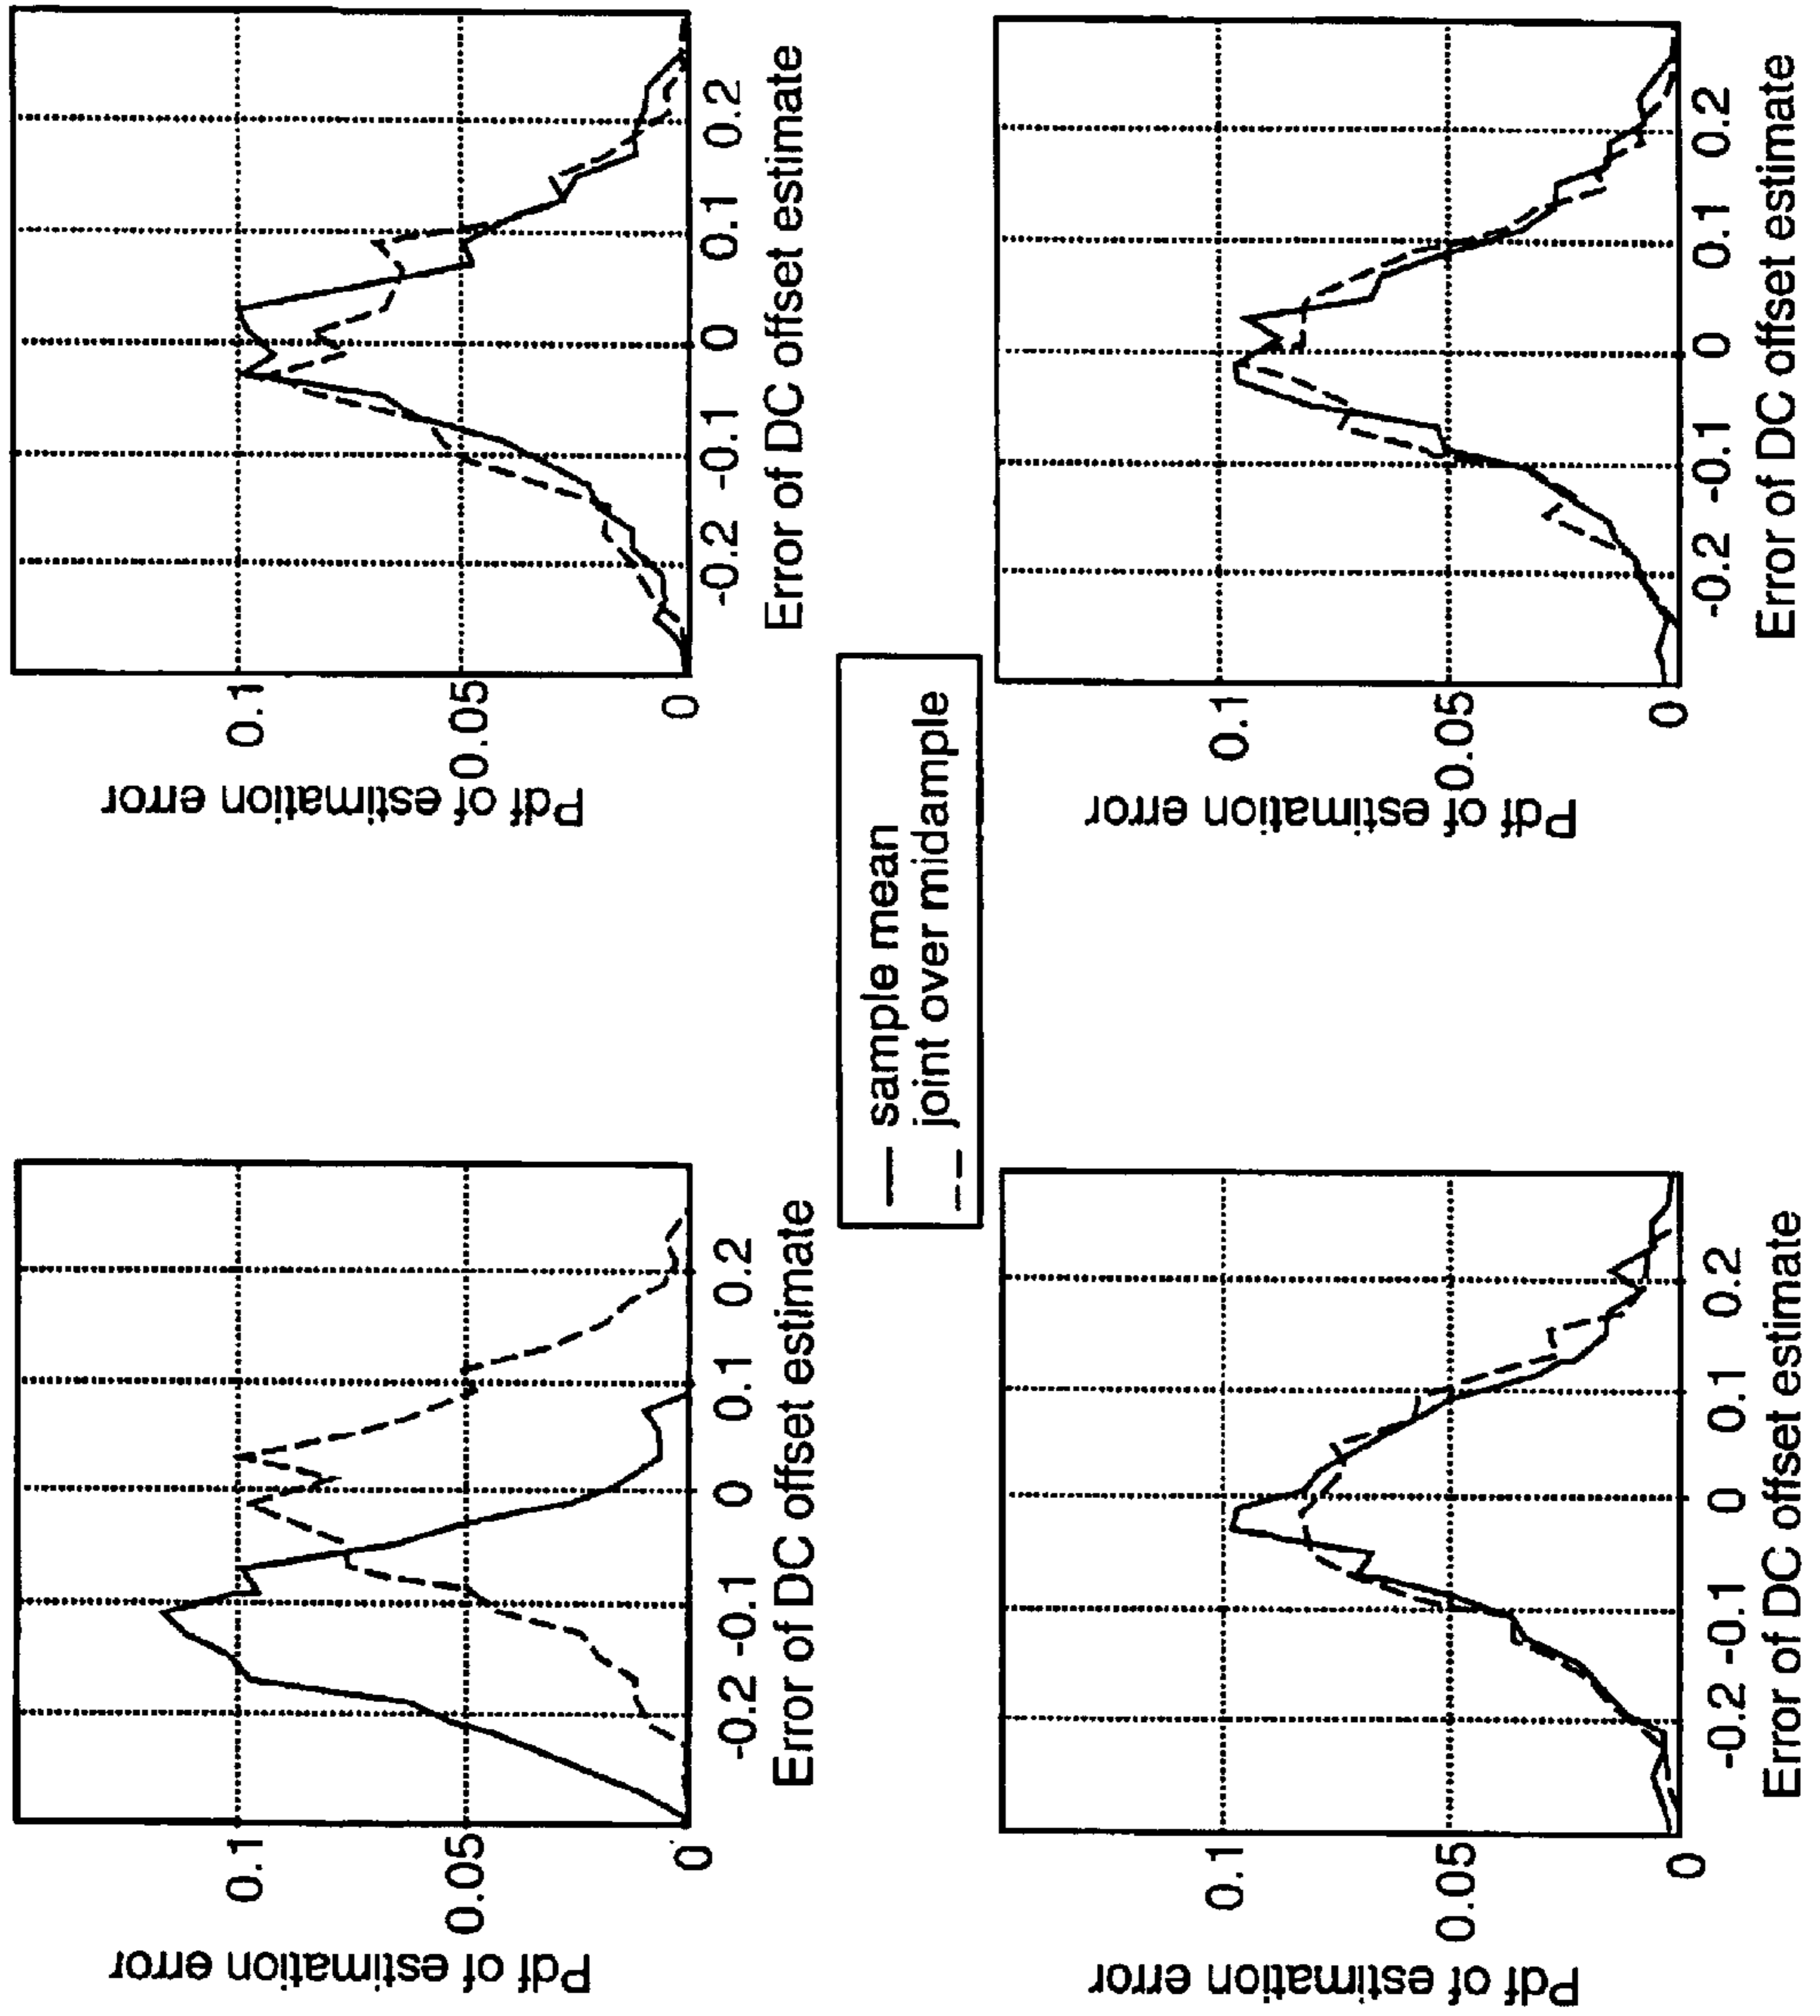 Pdf of estimation error
0.1
0.05
0
-0.2 -0.1 0 0.1 0.2
Error of DC offset estimate
Pdf of estimation error
0.1
0.05
0
-0.2 -0.1 0 0.1 0.2
Error of DC offset estimate
sample mean
joint over midample
Pdf of estimation error
0.1
0.05
0
-0.2 -0.1 0 0.1 0.2
Error of DC offset estimate
Pdf of estimation error
0.1
0.05
0
-0.2 -0.1 0 0.1 0.2
Error of DC offset estimate